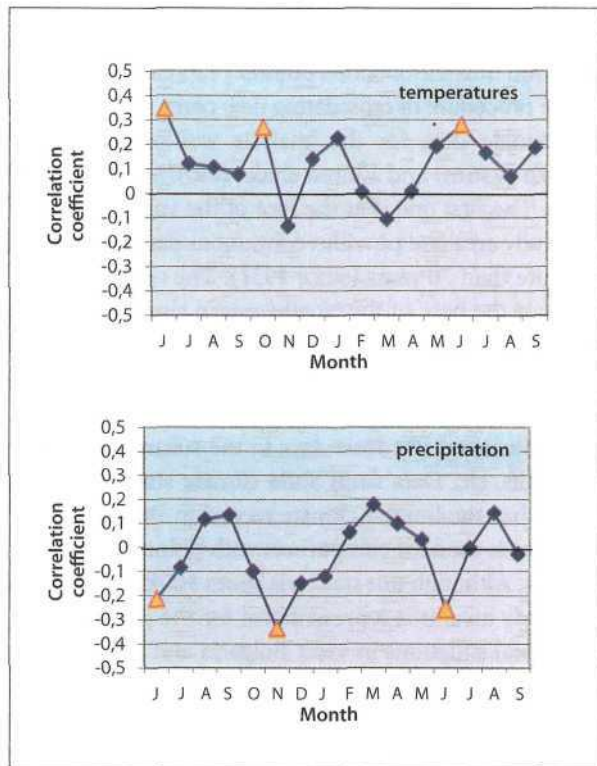 temperatures
Correlation
coefficient
0,5
0,4
0,3
0,2
0,1
0
-0,1
-0,2
-0,3
-0,4
-0,5
J J A S O N D J F M A M J J A S
Month
precipitation
Correlation
coefficient
0,5
0,4
0,3
0,2
0,1
0
-0,1
-0,2
-0,3
-0,4
-0,5
J J A S O N D J F M A M J J A S
Month